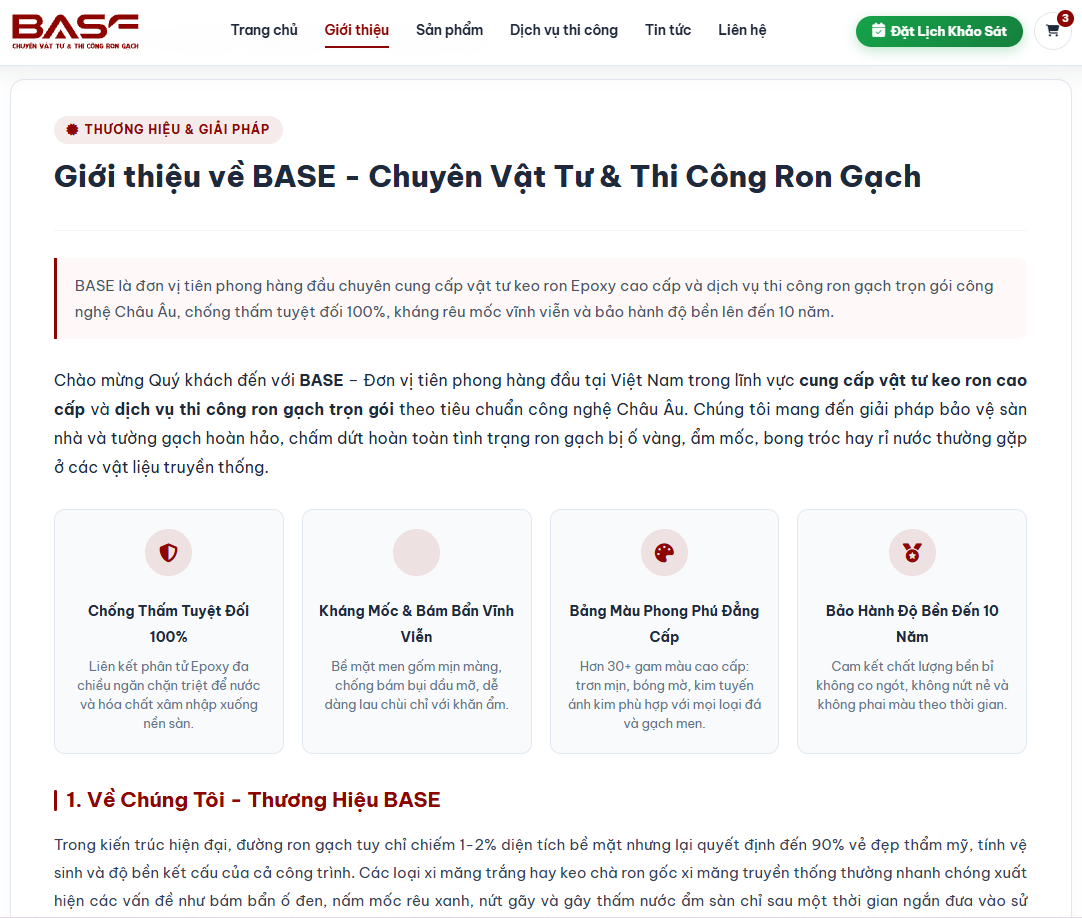 BASE
CHUYÊN VẬT TƯ & THI CÔNG RON GẠCH
Trang chủ
Giới thiệu
Sản phẩm
Dịch vụ thi công
Tin tức
Liên hệ
Đặt Lịch Khảo Sát
3
THƯƠNG HIỆU & GIẢI PHÁP
Giới thiệu về BASE - Chuyên Vật Tư & Thi Công Ron Gạch
BASE là đơn vị tiên phong hàng đầu chuyên cung cấp vật tư keo ron Epoxy cao cấp và dịch vụ thi công ron gạch trọn gói công
nghệ Châu Âu, chống thấm tuyệt đối 100%, kháng rêu mốc vĩnh viễn và bảo hành độ bền lên đến 10 năm.
Chào mừng Quý khách đến với BASE – Đơn vị tiên phong hàng đầu tại Việt Nam trong lĩnh vực cung cấp vật tư keo ron cao
cấp và dịch vụ thi công ron gạch trọn gói theo tiêu chuẩn công nghệ Châu Âu. Chúng tôi mang đến giải pháp bảo vệ sàn
nhà và tường gạch hoàn hảo, chấm dứt hoàn toàn tình trạng ron gạch bị ố vàng, ẩm mốc, bong tróc hay rỉ nước thường gặp
ở các vật liệu truyền thống.
Chống Thấm Tuyệt Đối
100%
Liên kết phân tử Epoxy đa
chiều ngăn chặn triệt để nước
và hóa chất xâm nhập xuống
nền sàn.
Kháng Mốc & Bám Bẩn Vĩnh
Viễn
Bề mặt men gốm mịn màng,
chống bám bụi dầu mỡ, dễ
dàng lau chùi chỉ với khăn ẩm.
Bảng Màu Phong Phú Đẳng
Cấp
Hơn 30+ gam màu cao cấp:
trơn mịn, bóng mờ, kim tuyến
ánh kim phù hợp với mọi loại đá
và gạch men.
Bảo Hành Độ Bền Đến 10
Năm
Cam kết chất lượng bền bỉ
không co ngót, không nứt nẻ và
không phai màu theo thời gian.
1. Về Chúng Tôi - Thương Hiệu BASE
Trong kiến trúc hiện đại, đường ron gạch tuy chỉ chiếm 1-2% diện tích bề mặt nhưng lại quyết định đến 90% vẻ đẹp thẩm mỹ, tính vệ
sinh và độ bền kết cấu của cả công trình. Các loại xi măng trắng hay keo chà ron gốc xi măng truyền thống thường nhanh chóng xuất
hiện các vấn đề như bám bẩn ố đen, nấm mốc rêu xanh, nứt gãy và gây thấm nước ẩm sàn chỉ sau một thời gian ngắn đưa vào sử